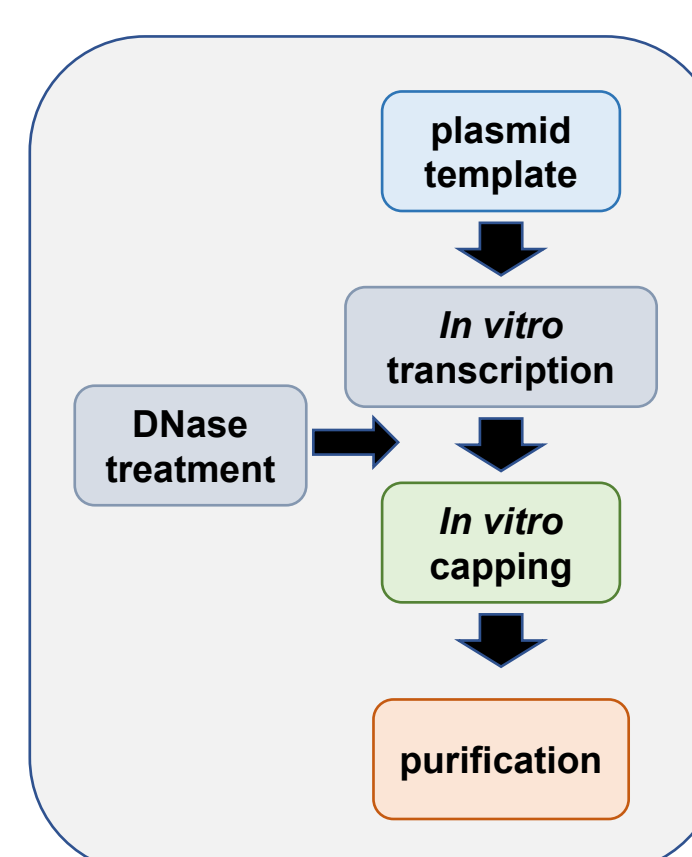 plasmid
template
In vitro
transcription
DNase
treatment
In vitro
capping
purification